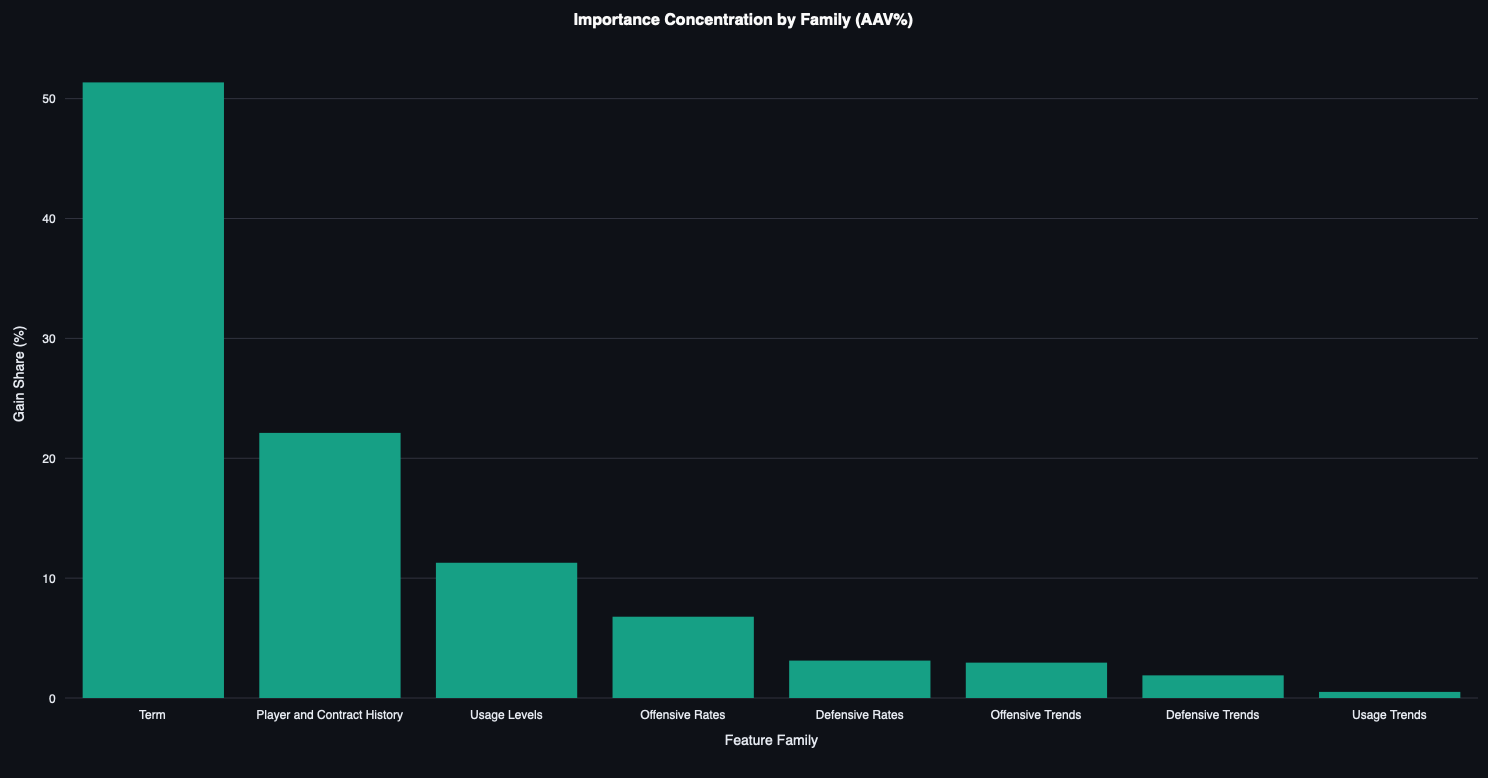 Importance Concentration by Family (AAV%)
Gain Share (%)
50
40
30
20
10
0
Term
Player and Contract History
Usage Levels
Offensive Rates
Defensive Rates
Offensive Trends
Defensive Trends
Usage Trends
Feature Family